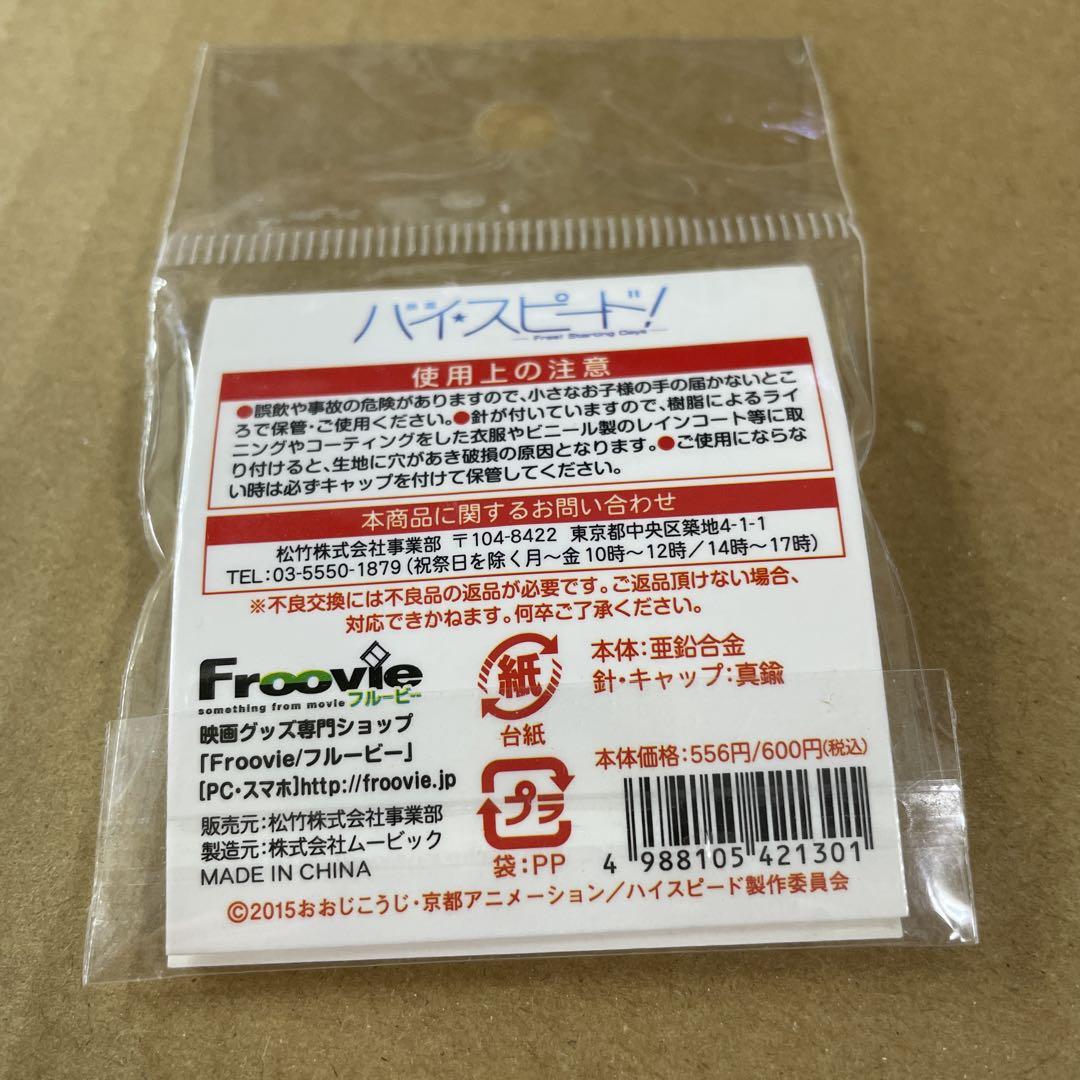 映画
ハイ☆スピード!
Free! Starting Days
使用上の注意
●誤飲や事故の危険がありますので、小さなお子様の手の届かないとこ
ろで保管・ご使用ください。●針が付いていますので、樹脂によるライ
ニングやコーティングをした衣服やビニール製のレインコート等に取
り付けると、生地に穴があき破損の原因となります。●ご使用にならな
い時は必ずキャップを付けて保管してください。
本商品に関するお問い合わせ
松竹株式会社事業部 〒104-8422 東京都中央区築地4-1-1
TEL:03-5550-1879(祝祭日を除く月〜金10時〜12時/14時〜17時)
※不良交換には不良品の返品が必要です。ご返品頂けない場合、
対応できかねます。何卒ご了承ください。
Froovie
something from movie フルービー
映画グッズ専門ショップ
「Froovie/フルービー」
[PC・スマホ]http://froovie.jp
販売元:松竹株式会社事業部
製造元:株式会社ムービック
MADE IN CHINA
紙
台紙
プラ
袋:PP
本体:亜鉛合金
針・キャップ:真鍮
本体価格:556円/600円(税込)
4 988105 421301
©2015おおじこうじ・京都アニメーション/ハイスピード製作委員会